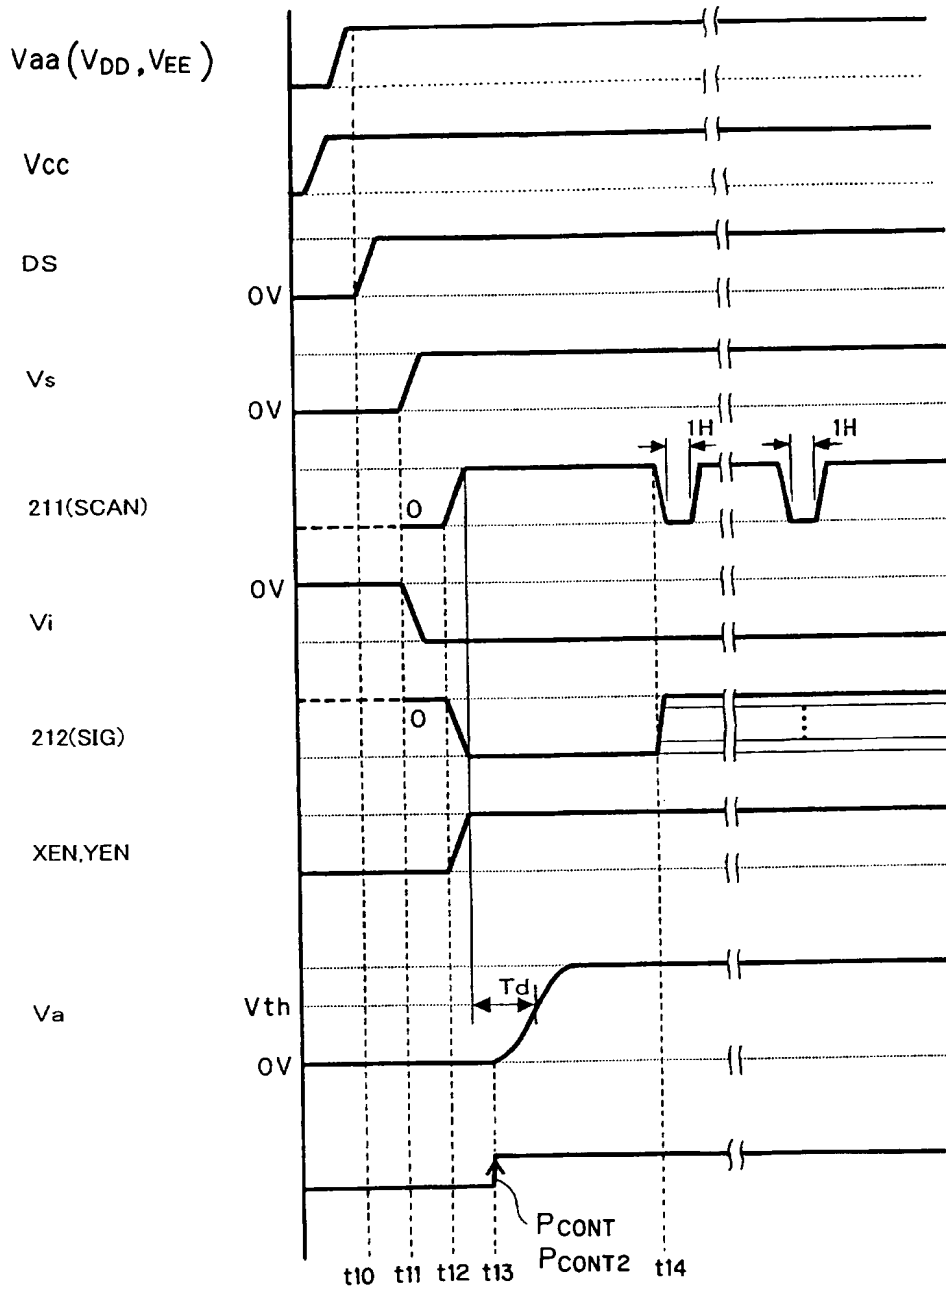 Vaa (VDD, VEE)
Vcc
DS
0V
Vs
0V
1H 1H
211(SCAN)
0
0V
Vi
212(SIG)
0
XEN,YEN
Td
Vth
Va
0V
PCONT
PCONT2
t10 t11 t12 t13 t14